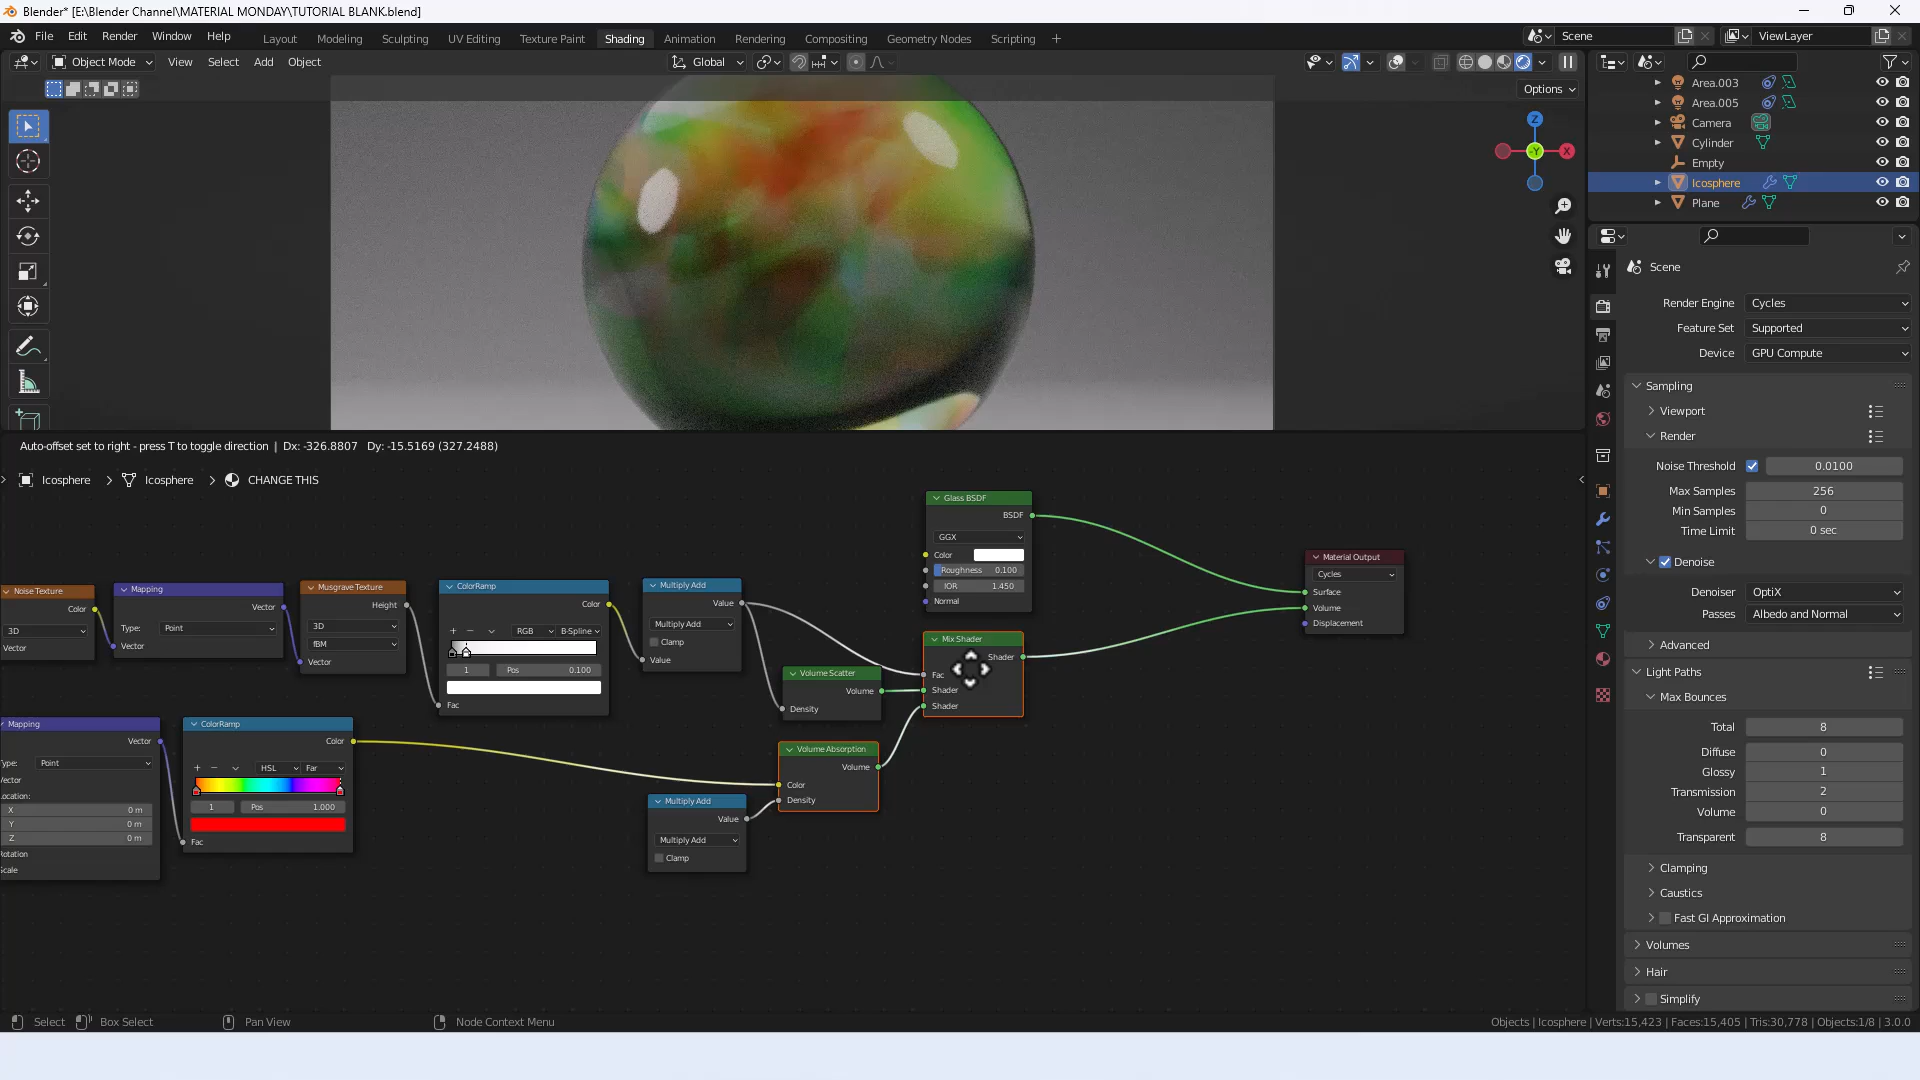 Blender* [E:\Blender Channel\MATERIAL MONDAY\TUTORIAL BLANK.blend]
File Edit Render Window Help
Layout Modeling Sculpting UV Editing Texture Paint Shading Animation Rendering Compositing Geometry Nodes Scripting +
Scene
ViewLayer
Object Mode View Select Add Object
Global
Options
Z
-Y
X
Area.003
Area.005
Camera
Cylinder
Empty
Icosphere
Plane
Scene
Render Engine Cycles
Feature Set Supported
Device GPU Compute
Sampling
Viewport
Render
Noise Threshold 0.0100
Max Samples 256
Min Samples 0
Time Limit 0 sec
Denoise
Denoiser OptiX
Passes Albedo and Normal
Advanced
Light Paths
Max Bounces
Total 8
Diffuse 0
Glossy 1
Transmission 2
Volume 0
Transparent 8
Clamping
Caustics
Fast GI Approximation
Volumes
Hair
Simplify
Auto-offset set to right - press T to toggle direction | Dx: -326.8807 Dy: -15.5169 (327.2488)
Icosphere > Icosphere > CHANGE THIS
Noise Texture
Color
3D
Vector
Mapping
Vector
Type: Point
Vector
Musgrave Texture
Height
3D
fBM
Vector
ColorRamp
Color
+ − RGB B-Spline
1 Pos 0.100
Fac
Multiply Add
Value
Multiply Add
Clamp
Value
Glass BSDF
BSDF
GGX
Color
Roughness 0.100
IOR 1.450
Normal
Mix Shader
Shader
Fac
Shader
Shader
Volume Scatter
Volume
Density
Volume Absorption
Volume
Color
Density
Multiply Add
Value
Multiply Add
Clamp
Material Output
Cycles
Surface
Volume
Displacement
Mapping
Vector
ype: Point
Vector
ocation:
X 0 m
Y 0 m
Z 0 m
Rotation
Scale
ColorRamp
Color
+ − HSL Far
1 Pos 1.000
Fac
Select Box Select Pan View Node Context Menu
Objects | Icosphere | Verts:15,423 | Faces:15,405 | Tris:30,778 | Objects:1/8 | 3.0.0